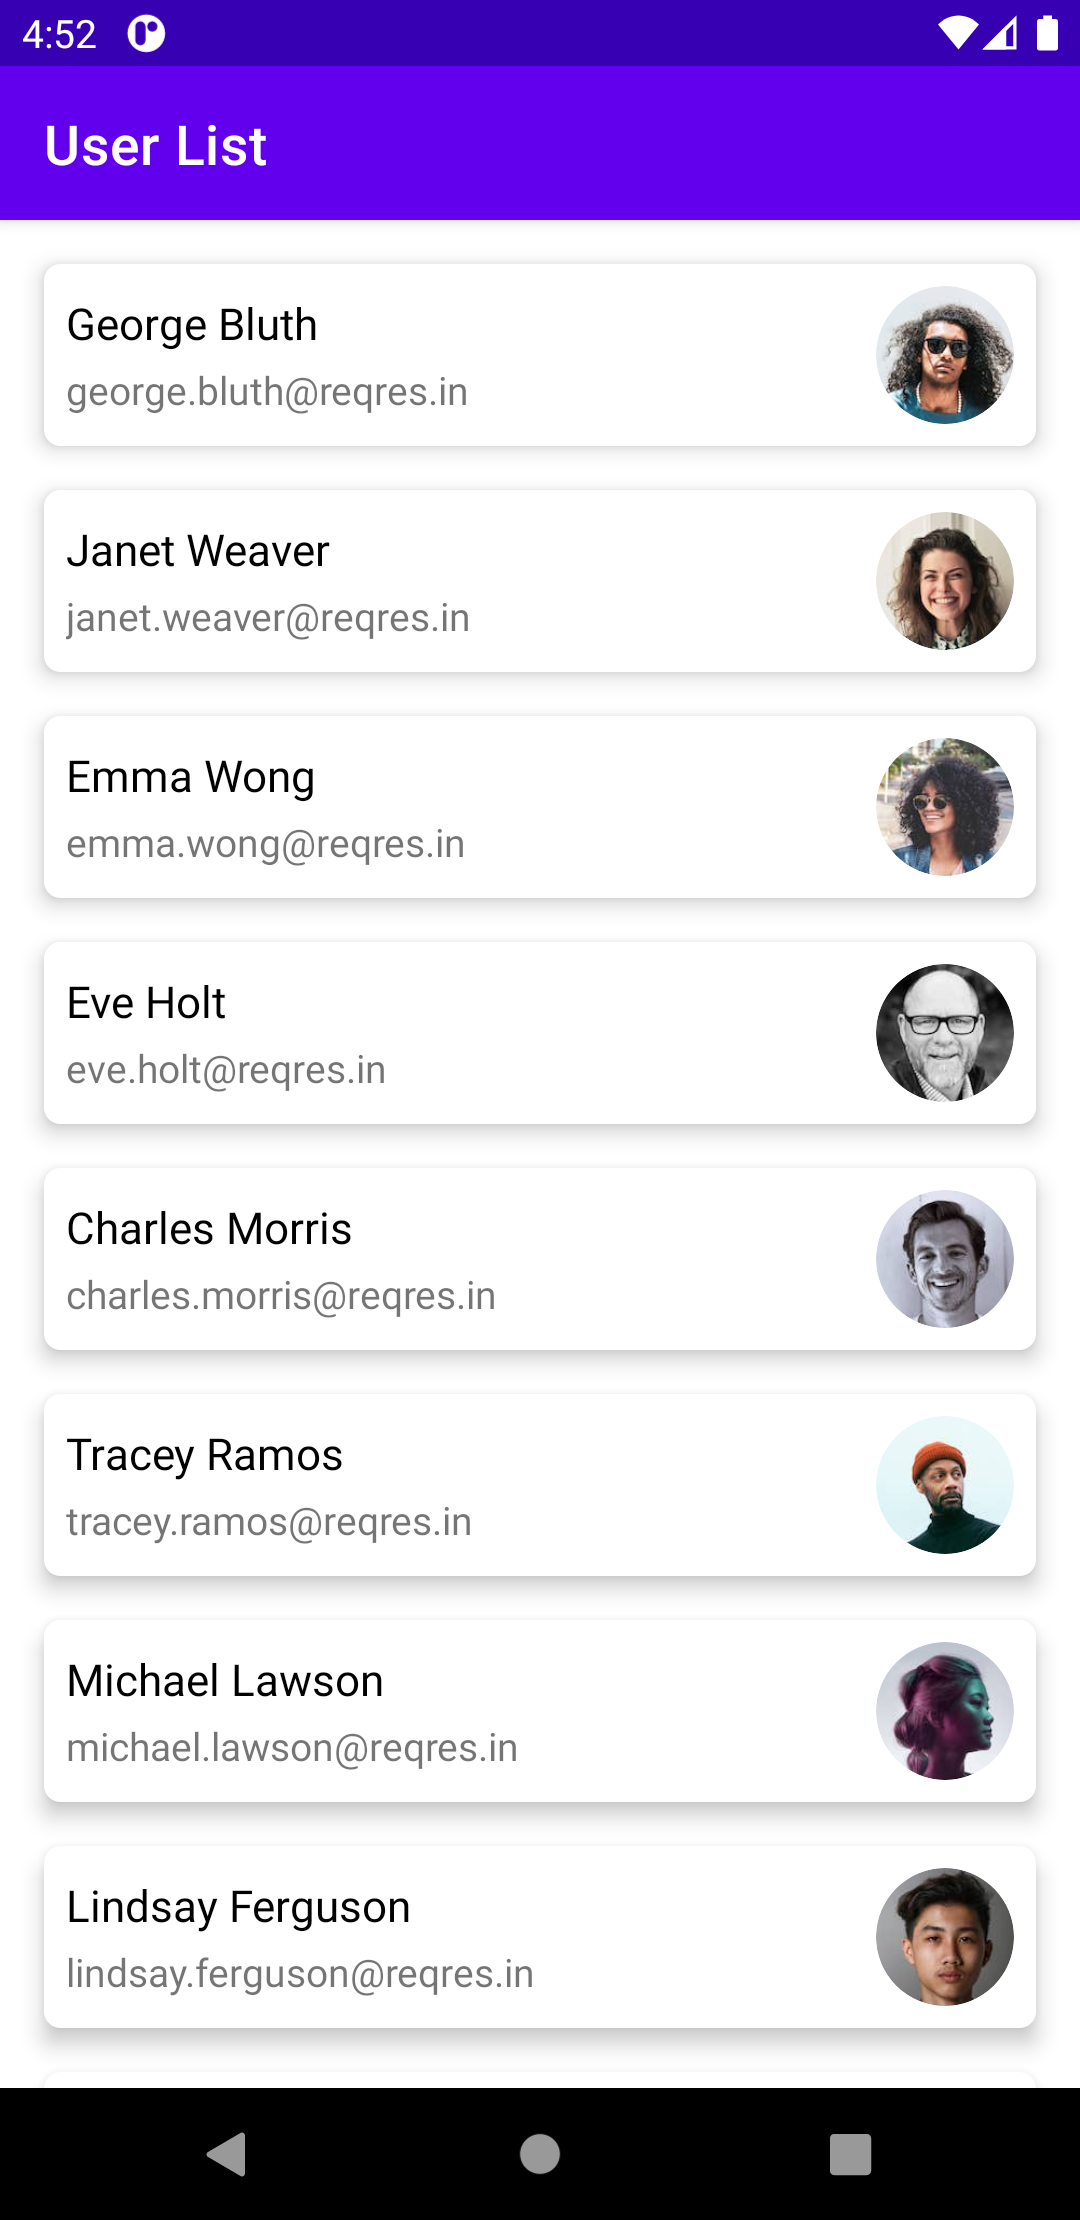 4:52
User List
George Bluth
george.bluth@reqres.in
Janet Weaver
janet.weaver@reqres.in
Emma Wong
emma.wong@reqres.in
Eve Holt
eve.holt@reqres.in
Charles Morris
charles.morris@reqres.in
Tracey Ramos
tracey.ramos@reqres.in
Michael Lawson
michael.lawson@reqres.in
Lindsay Ferguson
lindsay.ferguson@reqres.in